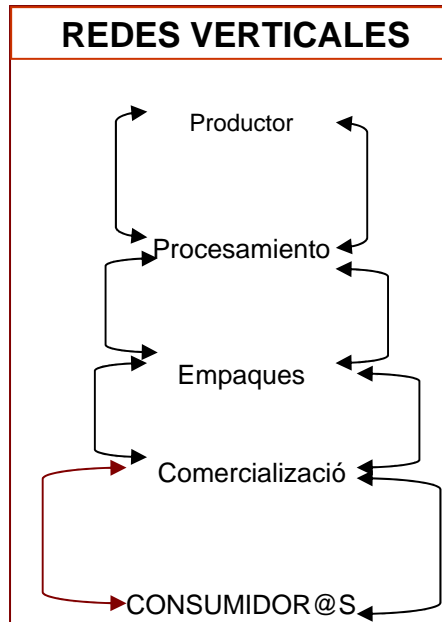 REDES VERTICALES
Productor
Procesamiento
Empaques
Comercializació
CONSUMIDOR@S